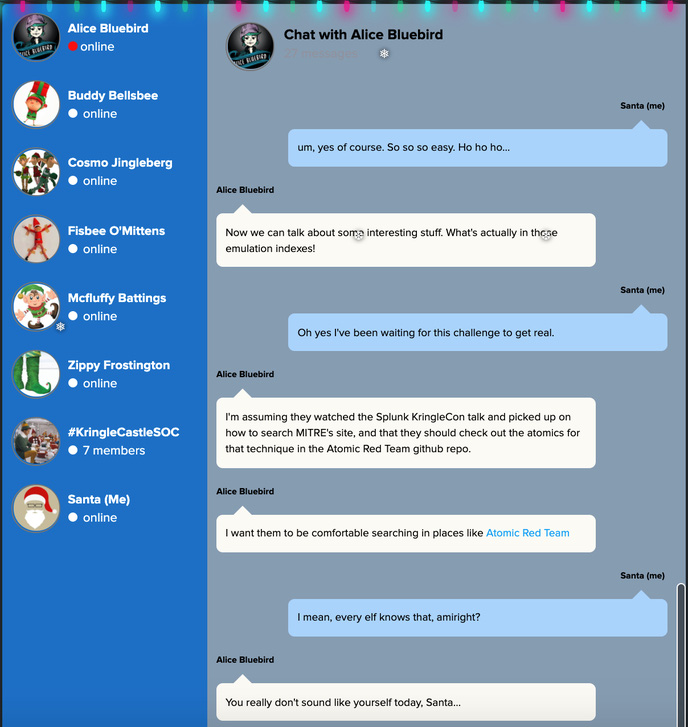 Alice Bluebird
online
Buddy Bellsbee
online
Cosmo Jingleberg
online
Fisbee O'Mittens
online
Mcfluffy Battings
online
Zippy Frostington
online
#KringleCastleSOC
7 members
Santa (Me)
online
ALICE BLUEBIRD
Chat with Alice Bluebird
22 messages
Santa (me)
um, yes of course. So so so easy. Ho ho ho...
Alice Bluebird
Now we can talk about some interesting stuff. What's actually in those
emulation indexes!
Santa (me)
Oh yes I've been waiting for this challenge to get real.
Alice Bluebird
I'm assuming they watched the Splunk KringleCon talk and picked up on
how to search MITRE's site, and that they should check out the atomics for
that technique in the Atomic Red Team github repo.
Alice Bluebird
I want them to be comfortable searching in places like Atomic Red Team
Santa (me)
I mean, every elf knows that, amiright?
Alice Bluebird
You really don't sound like yourself today, Santa...